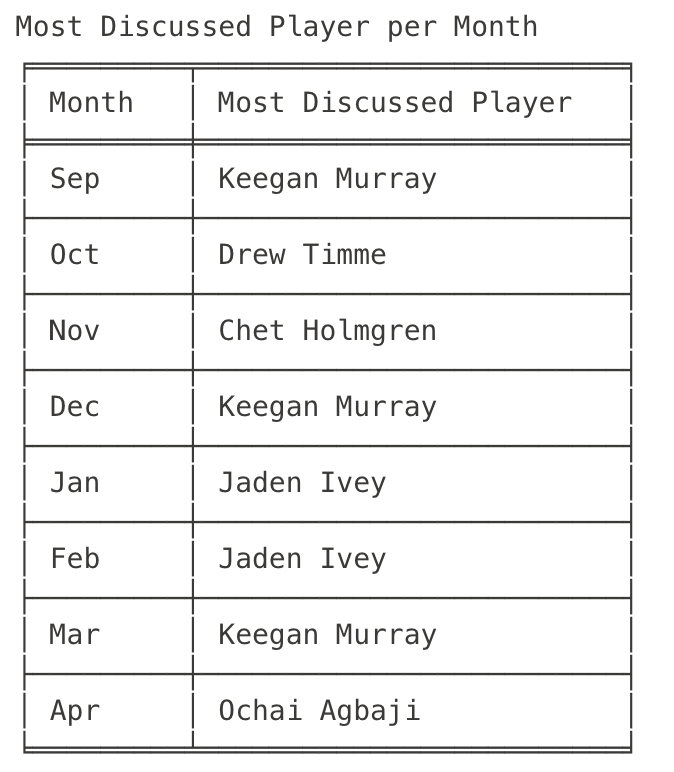 Most Discussed Player per Month
Month Most Discussed Player
Sep Keegan Murray
Oct Drew Timme
Nov Chet Holmgren
Dec Keegan Murray
Jan Jaden Ivey
Feb Jaden Ivey
Mar Keegan Murray
Apr Ochai Agbaji